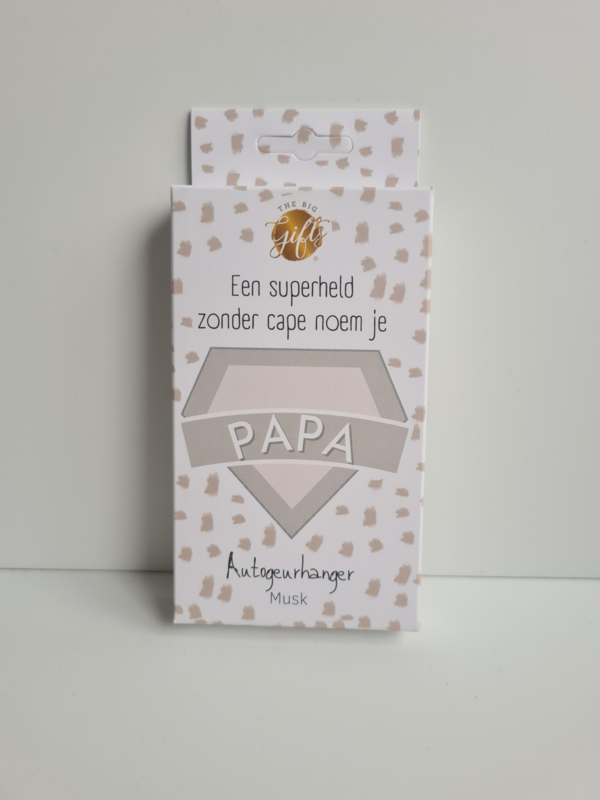 THE BIG
Gifts
®
Een superheld
zonder cape noem je
PAPA
Autogeurhanger
Musk